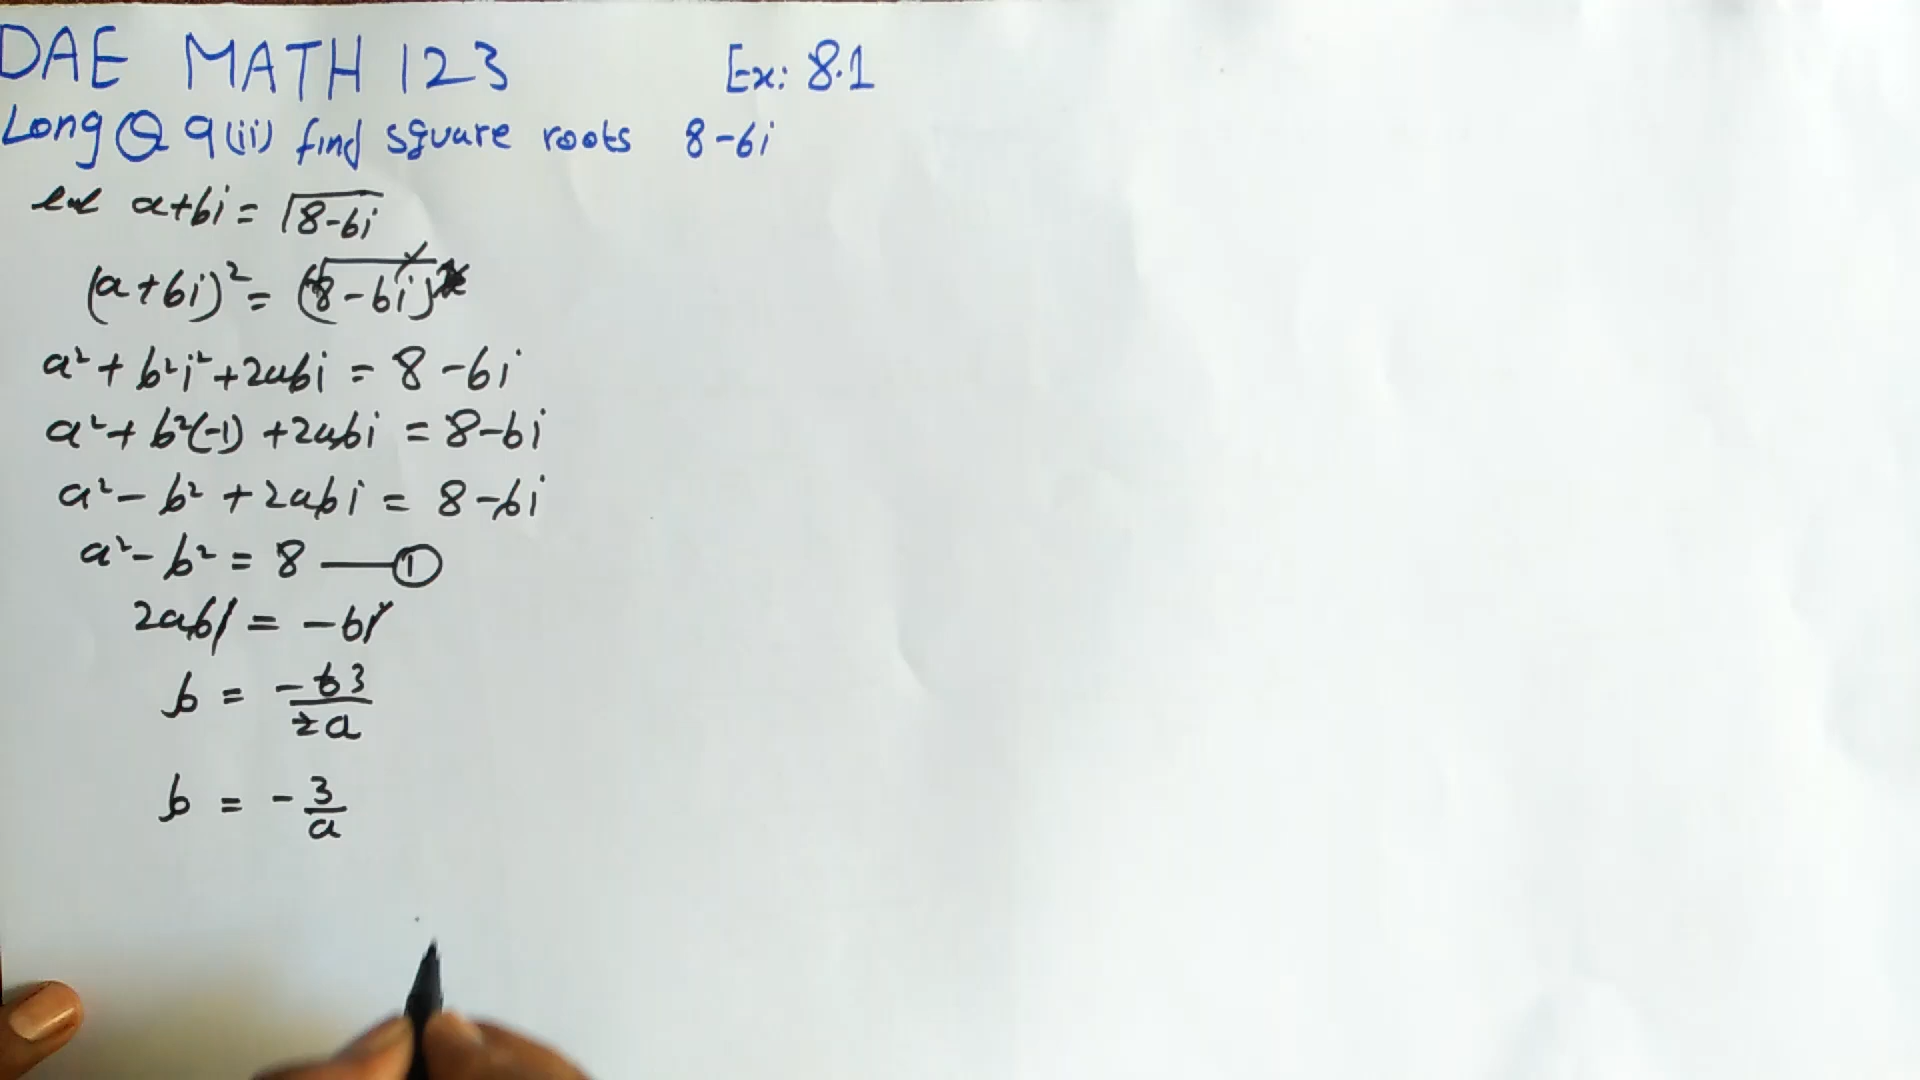 DAE MATH 123 Ex: 8.1
Long Q 9(ii) find square roots 8-6i
let a+bi = √8-6i
(a+bi)² = (√8-6i)²
a² + b²i² + 2abi = 8-6i
a² + b²(-1) + 2abi = 8-6i
a² - b² + 2abi = 8-6i
a² - b² = 8 —— ①
2abi = -6i
b = -6 3 / 2a
b = - 3/a